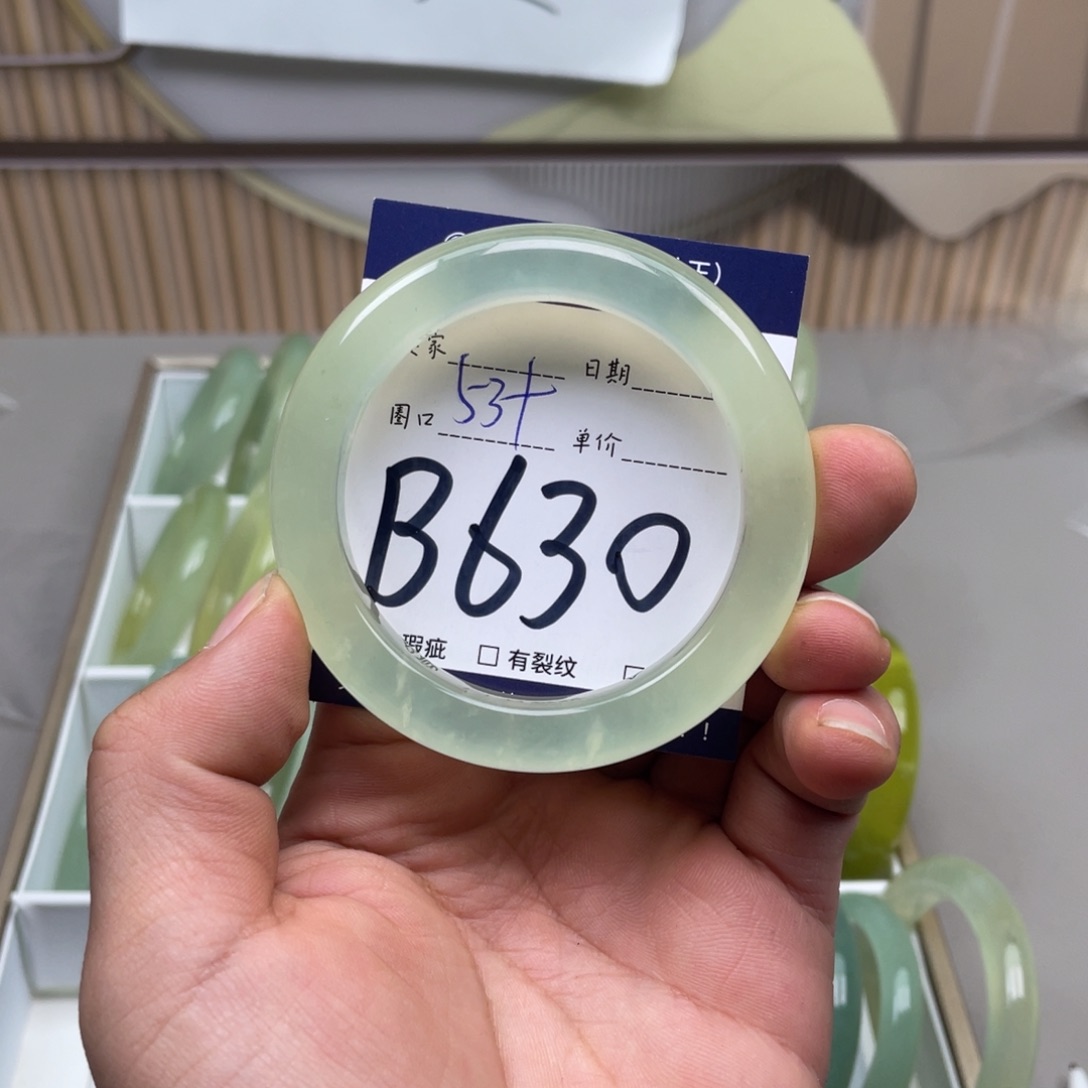 家 日期
圈口 53+ 单价
B630
瑕疵 □ 有裂纹
！